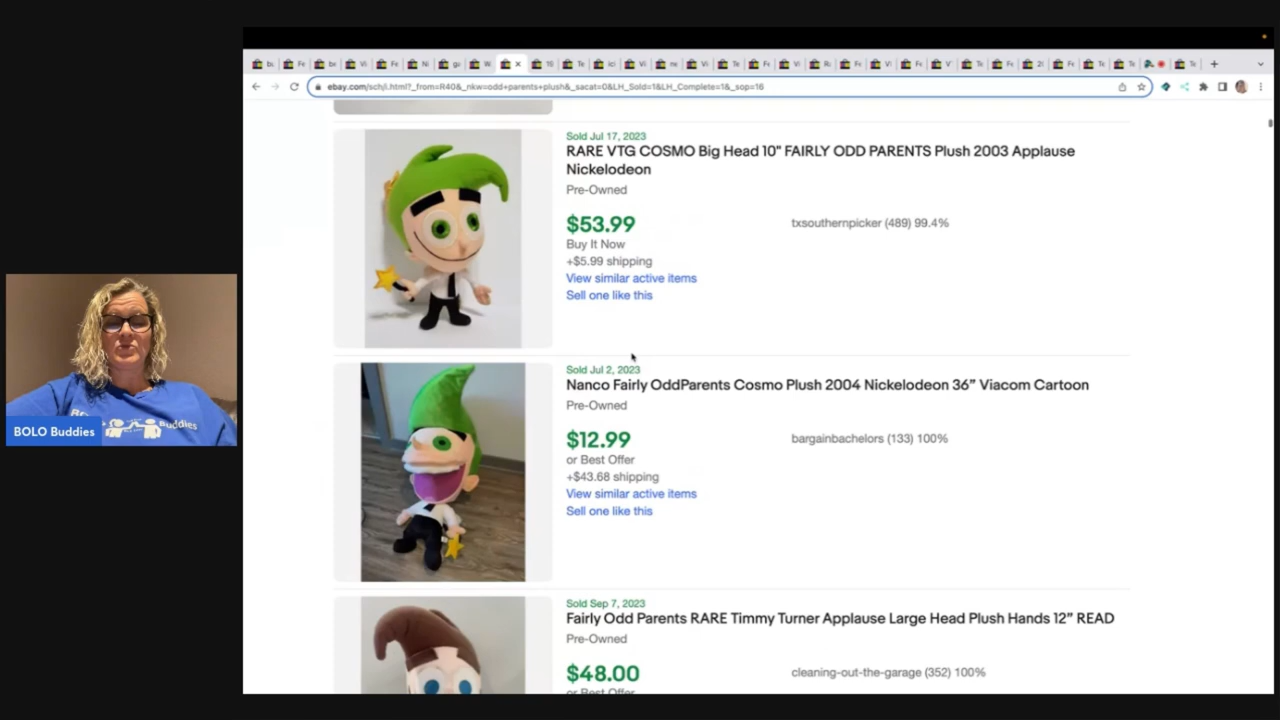 ebay.com/sch/i.html?_from=R40&_nkw=odd+parents+plush&_sacat=0&LH_Sold=1&LH_Complete=1&_sop=16
Sold Jul 17, 2023
RARE VTG COSMO Big Head 10" FAIRLY ODD PARENTS Plush 2003 Applause
Nickelodeon
Pre-Owned
$53.99
txsouthernpicker (489) 99.4%
Buy It Now
+$5.99 shipping
View similar active items
Sell one like this
Sold Jul 2, 2023
Nanco Fairly OddParents Cosmo Plush 2004 Nickelodeon 36” Viacom Cartoon
Pre-Owned
$12.99
bargainbachelors (133) 100%
or Best Offer
+$43.68 shipping
View similar active items
Sell one like this
Sold Sep 7, 2023
Fairly Odd Parents RARE Timmy Turner Applause Large Head Plush Hands 12” READ
Pre-Owned
$48.00
cleaning-out-the-garage (352) 100%
or Best Offer
Buddies
BOLO Buddies